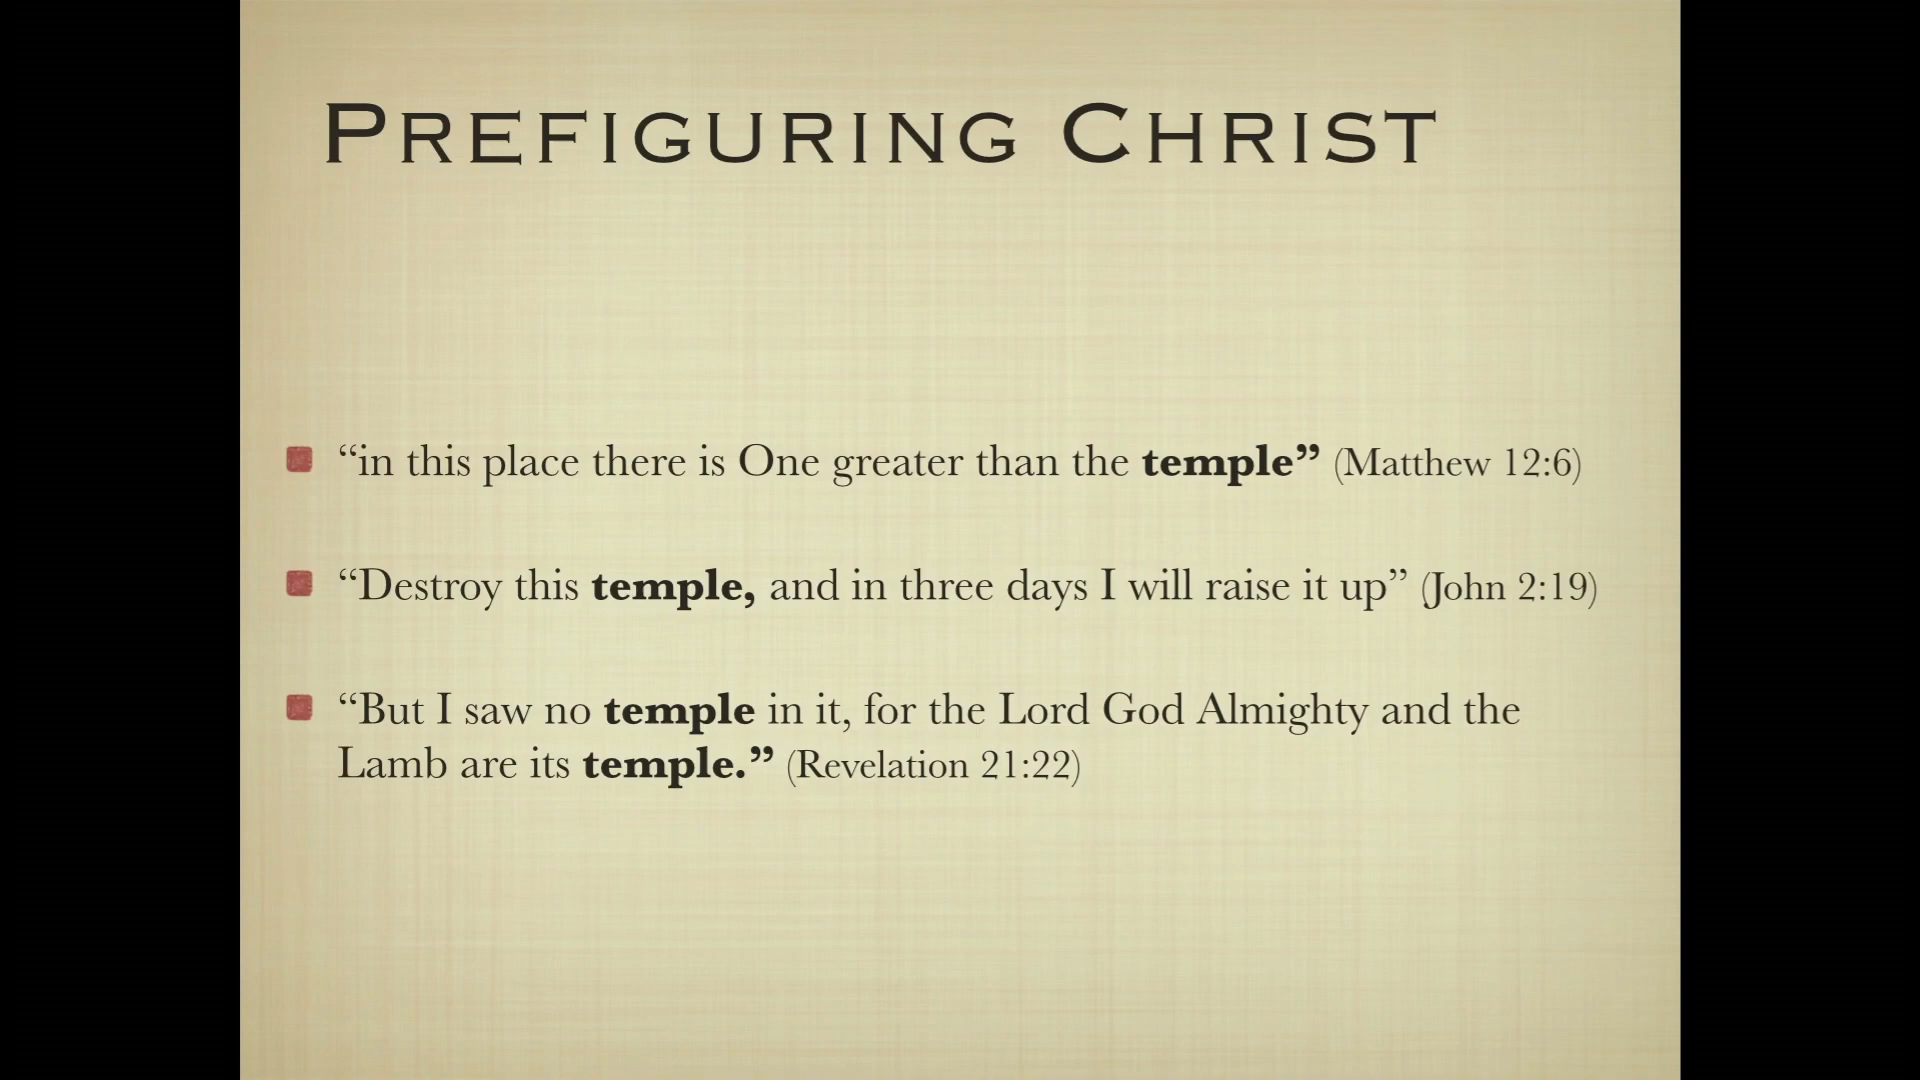 Prefiguring Christ
“in this place there is One greater than the temple” (Matthew 12:6)
“Destroy this temple, and in three days I will raise it up” (John 2:19)
“But I saw no temple in it, for the Lord God Almighty and the
Lamb are its temple.” (Revelation 21:22)